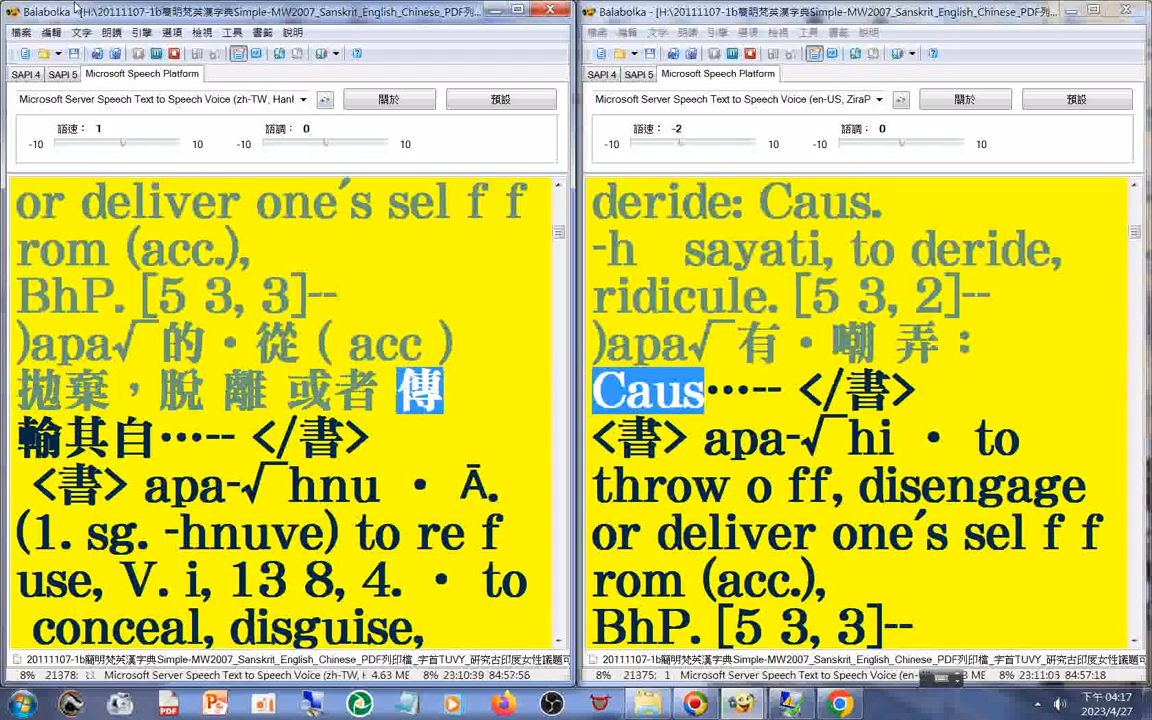 Balabolka - [H:\20111107-1b簡明梵英漢字典Simple-MW2007_Sanskrit_English_Chinese_PDF列...
檔案 編輯 文字 朗讀 引擎 選項 檢視 工具 書籤 說明
SAPI 4 SAPI 5 Microsoft Speech Platform
Microsoft Server Speech Text to Speech Voice (zh-TW, Hanl
關於 預設
語速： 1 語調： 0
-10 10 -10 10
or deliver one's sel f f
rom (acc.),
BhP. [5 3, 3]--
)apa√ 的・從 ( acc )
拋棄，脫 離 或者 傳
輸其自…-- </書>
<書> apa-√ hnu ・ Ā.
(1. sg. -hnuve) to re f
use, V. i, 13 8, 4. ・ to
conceal, disguise,
20111107-1b簡明梵英漢字典Simple-MW2007_Sanskrit_English_Chinese_PDF列印檔_字首TUVY_研究古印度女性議題可
8% 21378: Microsoft Server Speech Text to Speech Voice (zh-TW, H 4.63 ME 8% 23:10:39 84:52:56
Balabolka - [H:\20111107-1b簡明梵英漢字典Simple-MW2007_Sanskrit_English_Chinese_PDF列印...
檔案 編輯 文字 朗讀 引擎 選項 檢視 工具 書籤 說明
SAPI 4 SAPI 5 Microsoft Speech Platform
Microsoft Server Speech Text to Speech Voice (en-US, ZiraP
關於 預設
語速： -2 語調： 0
-10 10 -10 10
deride: Caus.
-h sayati, to deride,
ridicule. [5 3, 2]--
)apa√ 有・嘲 弄：
Caus…-- </書>
<書> apa-√ hi ・ to
throw o ff, disengage
or deliver one's sel f f
rom (acc.),
BhP. [5 3, 3]--
20111107-1b簡明梵英漢字典Simple-MW2007_Sanskrit_English_Chinese_PDF列印檔_字首TUVY_研究古印度女性議題可
8% 21375: 1 Microsoft Server Speech Text to Speech Voice (en-US 8% 23:11:03 84:57:18
下午 04:17
2023/4/27